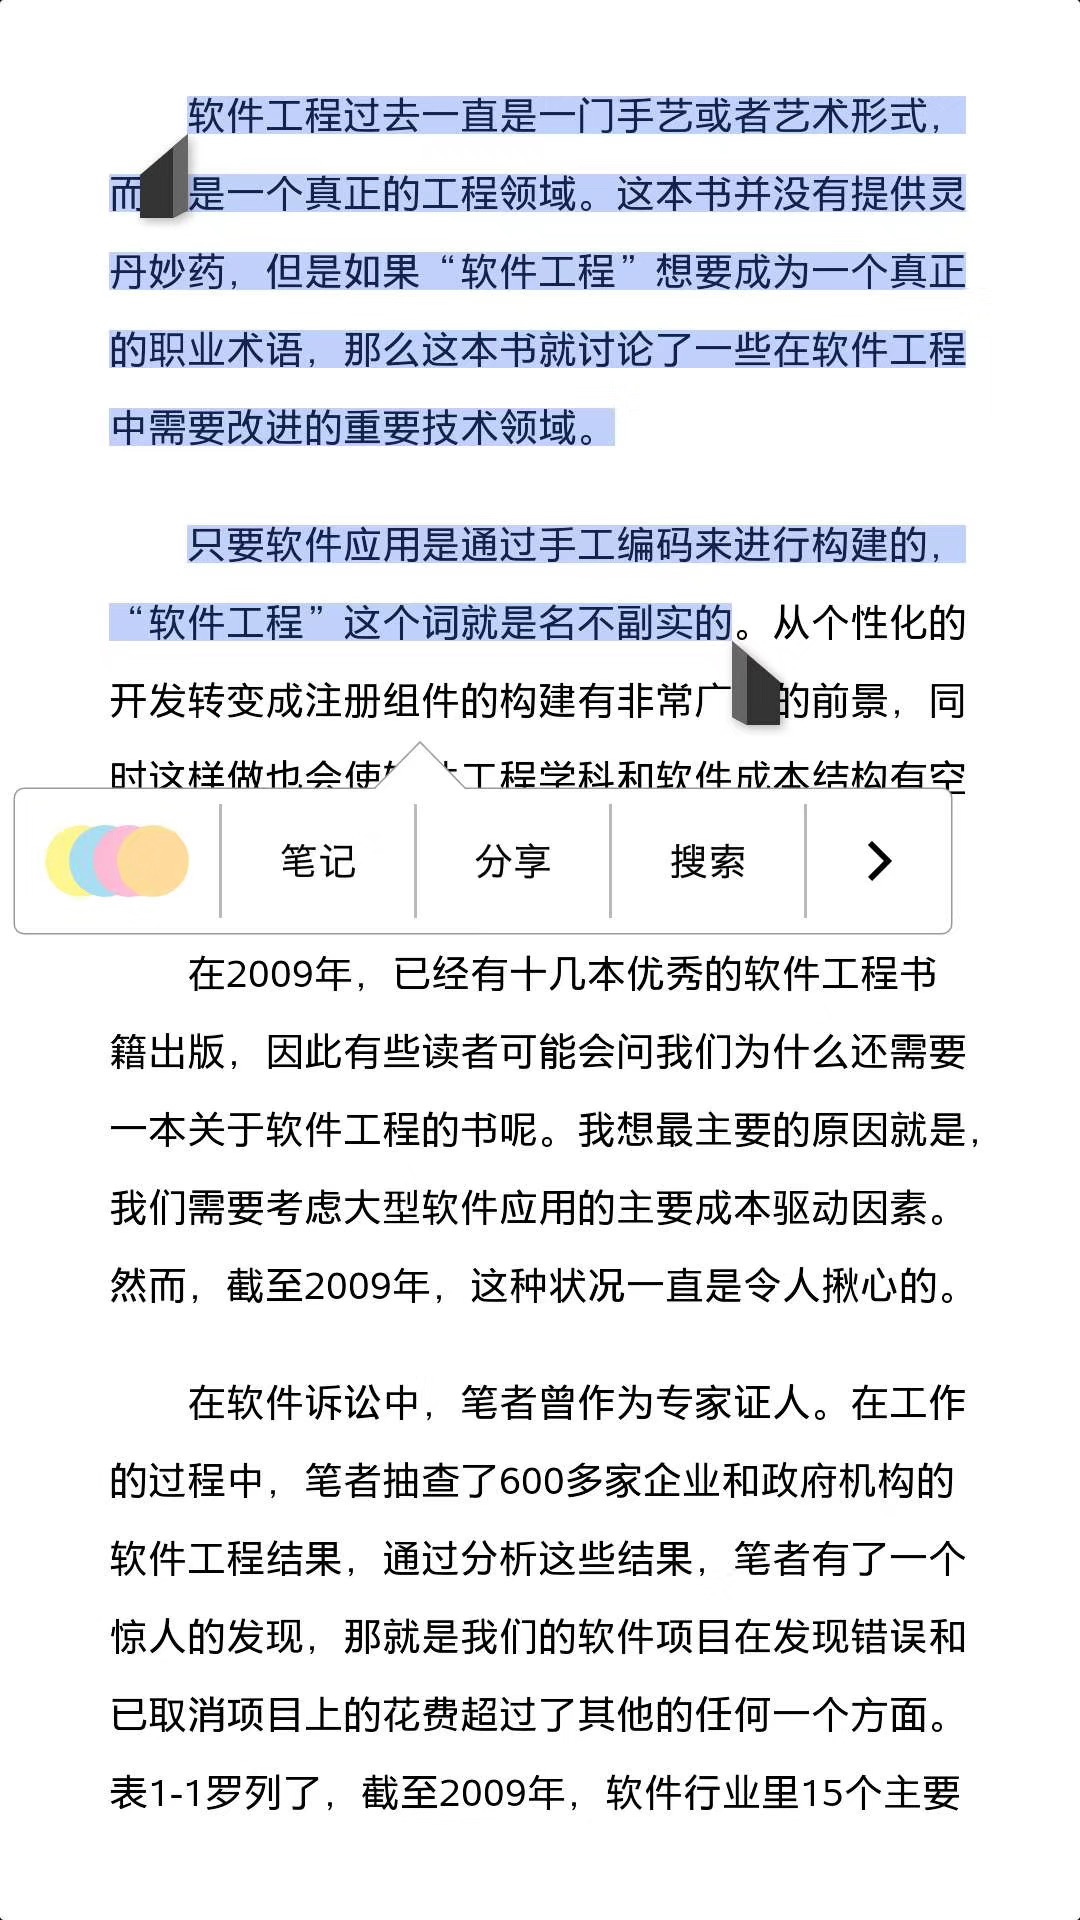 软件工程过去一直是一门手艺或者艺术形式，
而是一个真正的工程领域。这本书并没有提供灵
丹妙药，但是如果“软件工程”想要成为一个真正
的职业术语，那么这本书就讨论了一些在软件工程
中需要改进的重要技术领域。
只要软件应用是通过手工编码来进行构建的，
“软件工程”这个词就是名不副实的。从个性化的
开发转变成注册组件的构建有非常广的前景，同
时这样做也会使工程学科和软件成本结构有空
笔记 分享 搜索
在2009年，已经有十几本优秀的软件工程书
籍出版，因此有些读者可能会问我们为什么还需要
一本关于软件工程的书呢。我想最主要的原因就是，
我们需要考虑大型软件应用的主要成本驱动因素。
然而，截至2009年，这种状况一直是令人揪心的。
在软件诉讼中，笔者曾作为专家证人。在工作
的过程中，笔者抽查了600多家企业和政府机构的
软件工程结果，通过分析这些结果，笔者有了一个
惊人的发现，那就是我们的软件项目在发现错误和
已取消项目上的花费超过了其他的任何一个方面。
表1-1罗列了，截至2009年，软件行业里15个主要